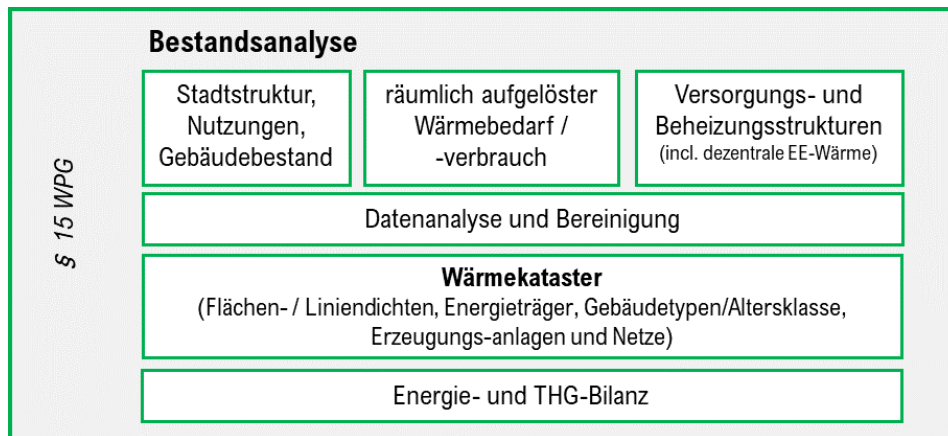 Bestandsanalyse
Stadtstruktur,
Nutzungen,
Gebäudebestand
räumlich aufgelöster
Wärmebedarf /
-verbrauch
Versorgungs- und
Beheizungsstrukturen
(incl. dezentrale EE-Wärme)
§ 15 WPG
Datenanalyse und Bereinigung
Wärmekataster
(Flächen- / Liniendichten, Energieträger, Gebäudetypen/Altersklasse,
Erzeugungs-anlagen und Netze)
Energie- und THG-Bilanz